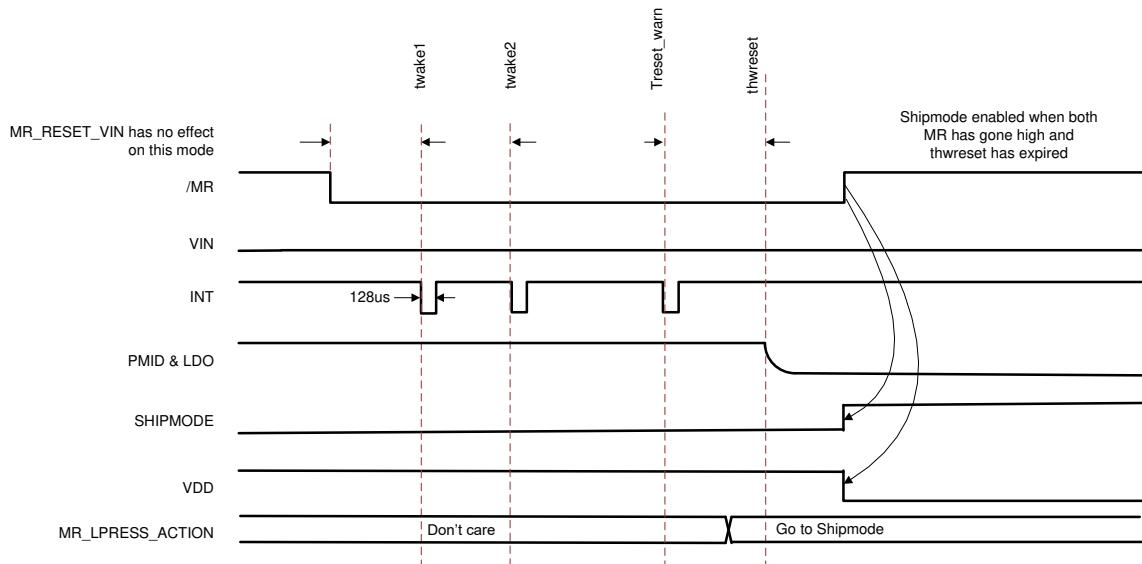 twake1
twake2
Treset_warn
thwreset
MR_RESET_VIN has no effect
on this mode
Shipmode enabled when both
MR has gone high and
thwreset has expired
/MR
VIN
INT
128us
PMID & LDO
SHIPMODE
VDD
MR_LPRESS_ACTION
Don't care
Go to Shipmode